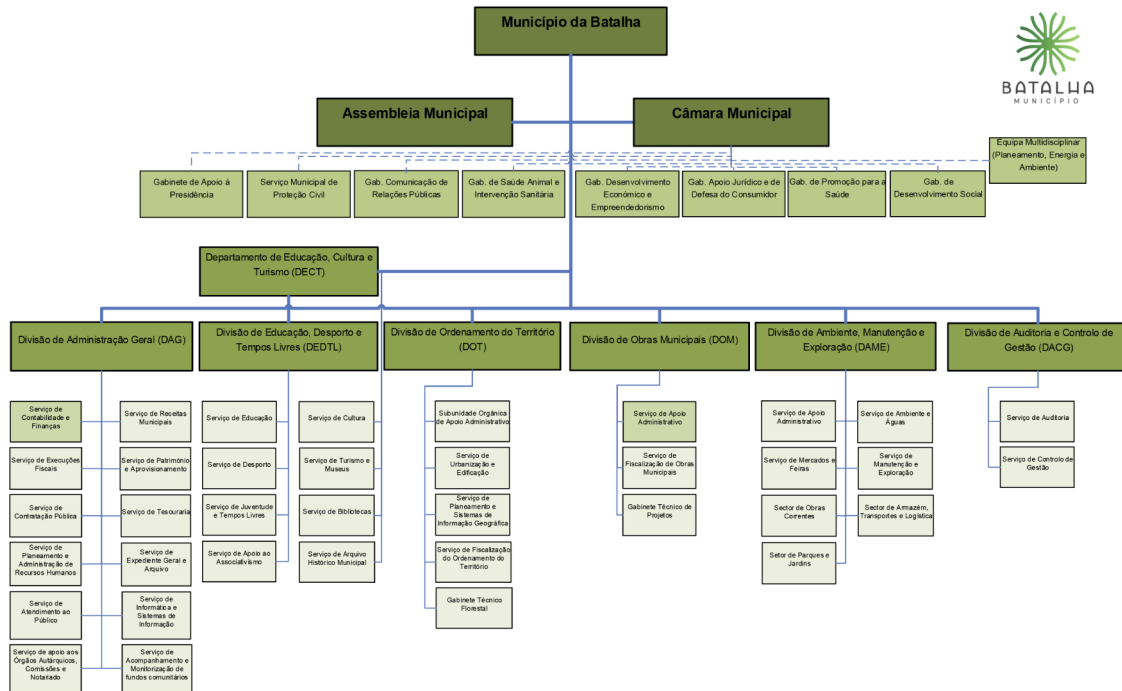 Município da Batalha
BATALHA
MUNICÍPIO
Assembleia Municipal
Câmara Municipal
Equipa Multidisciplinar
(Planeamento, Energia e
Ambiente)
Gabinete de Apoio á
Presidência
Serviço Municipal de
Proteção Civil
Gab. Comunicação de
Relações Públicas
Gab. de Saúde Animal e
Intervenção Sanitária
Gab. Desenvolvimento
Económico e
Empreendedorismo
Gab. Apoio Jurídico e de
Defesa do Consumidor
Gab. de Promoção para a
Saúde
Gab. de
Desenvolvimento Social
Departamento de Educação, Cultura e
Turismo (DECT)
Divisão de Administração Geral (DAG)
Divisão de Educação, Desporto e
Tempos Livres (DEDTL)
Divisão de Ordenamento do Território
(DOT)
Divisão de Obras Municipais (DOM)
Divisão de Ambiente, Manutenção e
Exploração (DAME)
Divisão de Auditoria e Controlo de
Gestão (DACG)
Serviço de
Contabilidade e
Finanças
Serviço de Receitas
Municipais
Serviço de Execuções
Fiscais
Serviço de Património
e Aprovisionamento
Serviço de
Contratação Pública
Serviço de Tesouraria
Serviço de
Planeamento e
Administração de
Recursos Humanos
Serviço de
Expediente Geral e
Arquivo
Serviço de
Atendimento ao
Público
Serviço de
Informática e
Sistemas de
Informação
Serviço de apoio aos
Órgãos Autárquicos,
Comissões e
Notariado
Serviço de
Acompanhamento e
Monitorização de
fundos comunitários
Serviço de Educação
Serviço de Cultura
Serviço de Desporto
Serviço de Turismo e
Museus
Serviço de Juventude
e Tempos Livres
Serviço de Bibliotecas
Serviço de Apoio ao
Associativismo
Serviço de Arquivo
Histórico Municipal
Subunidade Orgânica
de Apoio Administrativo
Serviço de
Urbanização e
Edificação
Serviço de
Planeamento e
Sistemas de
Informação Geográfica
Serviço de Fiscalização
do Ordenamento do
Território
Gabinete Técnico
Florestal
Serviço de Apoio
Administrativo
Serviço de
Fiscalização de Obras
Municipais
Gabinete Técnico de
Projetos
Serviço de Apoio
Administrativo
Serviço de Ambiente e
Águas
Serviço de Mercados e
Feiras
Serviço de
Manutenção e
Exploração
Sector de Obras
Correntes
Sector de Armazém,
Transportes e Logística
Setor de Parques e
Jardins
Serviço de Auditoria
Serviço de Controlo de
Gestão